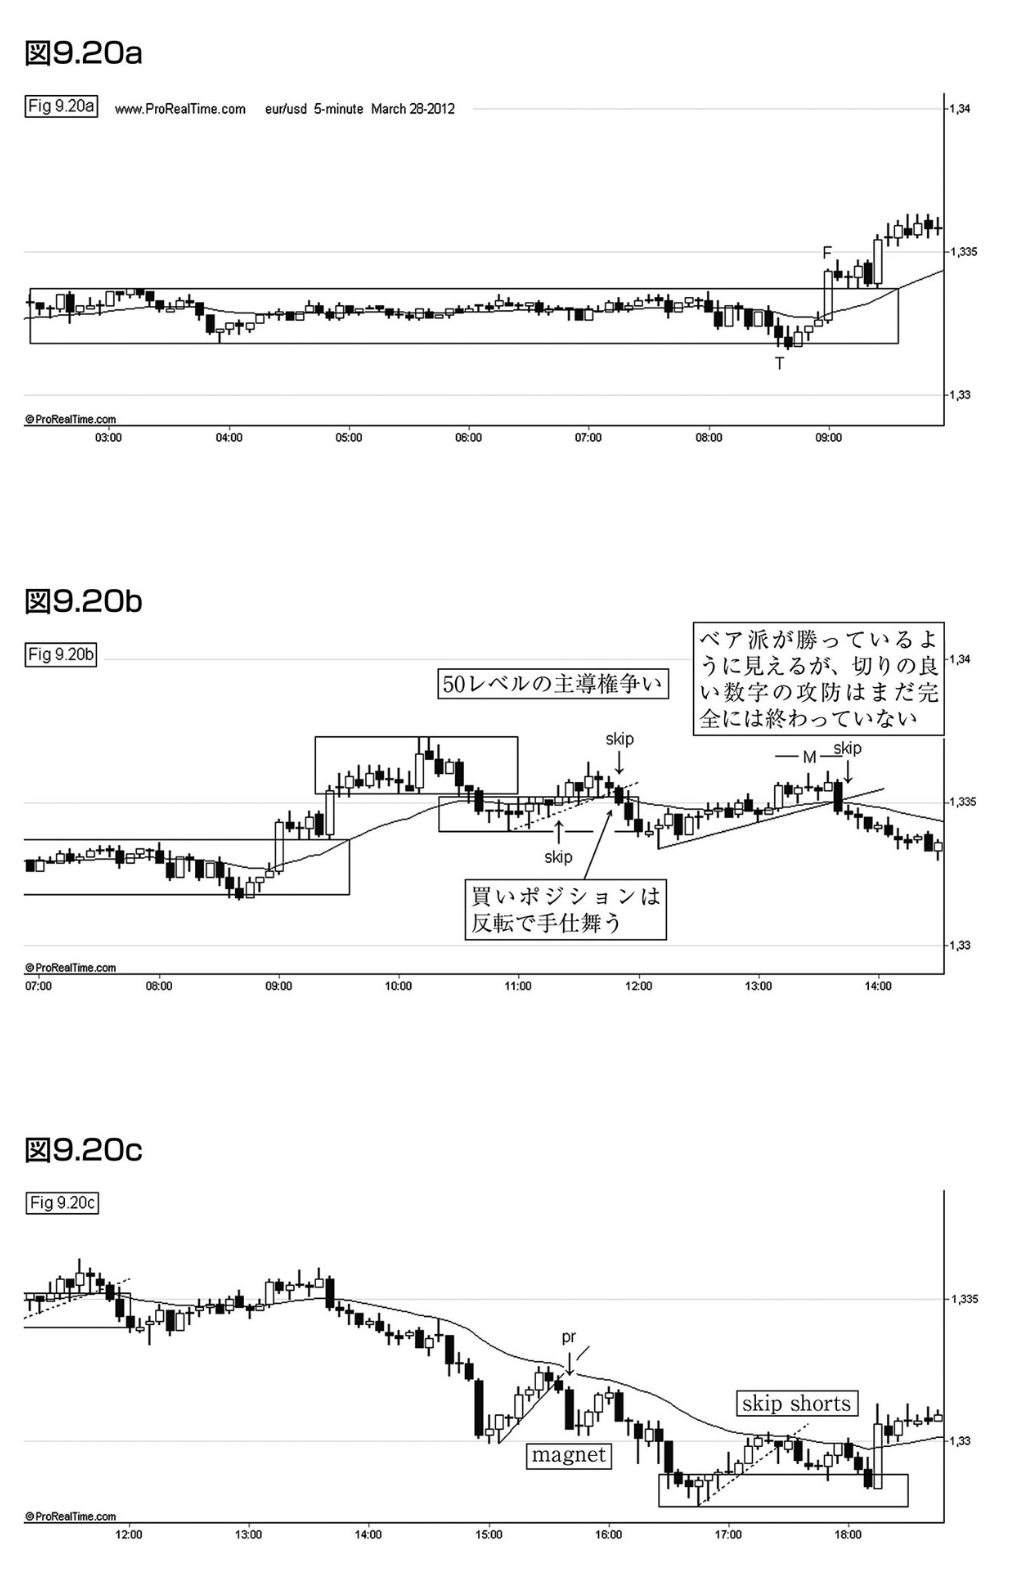 図9.20a
Fig 9.20a www.ProRealTime.com eur/usd 5-minute March 28-2012
1,34
F
1,335
T
1,33
©ProRealTime.com
03:00 04:00 05:00 06:00 07:00 08:00 09:00
図9.20b
Fig 9.20b
50レベルの主導権争い
ベア派が勝っているよ
うに見えるが、切りの良
い数字の攻防はまだ完
全には終わっていない
1,34
skip
M
skip
1,335
skip
買いポジションは
反転で手仕舞う
1,33
©ProRealTime.com
07:00 08:00 09:00 10:00 11:00 12:00 13:00 14:00
図9.20c
Fig 9.20c
1,335
pr
skip shorts
magnet
1,33
©ProRealTime.com
12:00 13:00 14:00 15:00 16:00 17:00 18:00